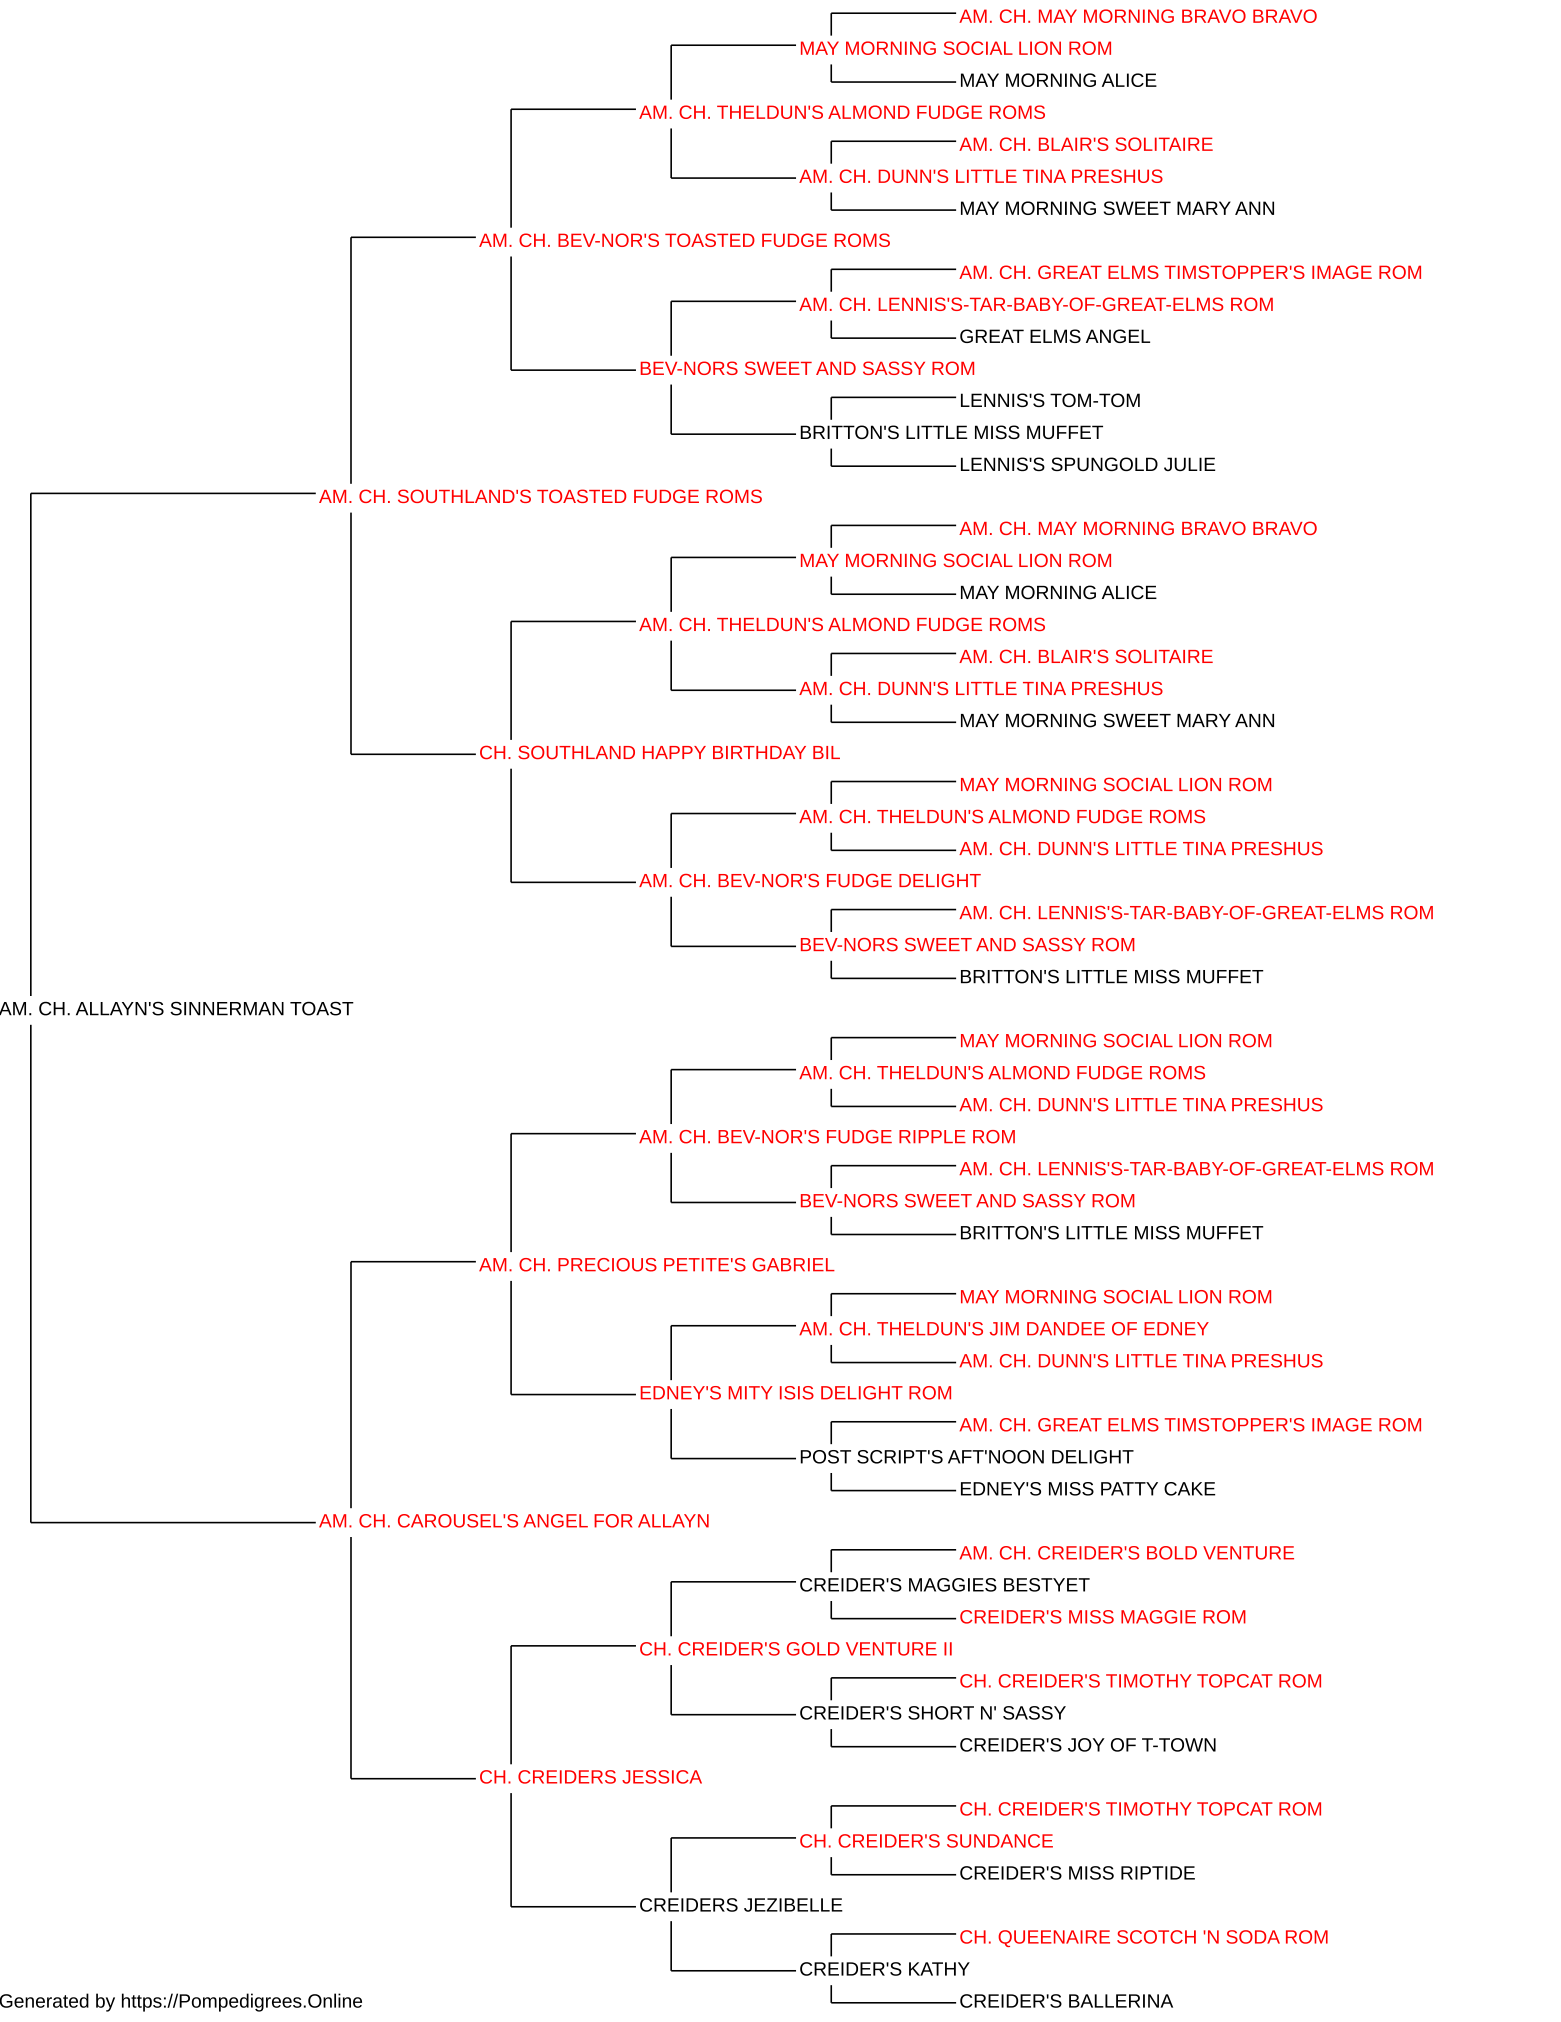 AM. CH. MAY MORNING BRAVO BRAVO
MAY MORNING SOCIAL LION ROM
MAY MORNING ALICE
AM. CH. THELDUN'S ALMOND FUDGE ROMS
AM. CH. BLAIR'S SOLITAIRE
AM. CH. DUNN'S LITTLE TINA PRESHUS
MAY MORNING SWEET MARY ANN
AM. CH. BEV-NOR'S TOASTED FUDGE ROMS
AM. CH. GREAT ELMS TIMSTOPPER'S IMAGE ROM
AM. CH. LENNIS'S-TAR-BABY-OF-GREAT-ELMS ROM
GREAT ELMS ANGEL
BEV-NORS SWEET AND SASSY ROM
LENNIS'S TOM-TOM
BRITTON'S LITTLE MISS MUFFET
LENNIS'S SPUNGOLD JULIE
AM. CH. SOUTHLAND'S TOASTED FUDGE ROMS
AM. CH. MAY MORNING BRAVO BRAVO
MAY MORNING SOCIAL LION ROM
MAY MORNING ALICE
AM. CH. THELDUN'S ALMOND FUDGE ROMS
AM. CH. BLAIR'S SOLITAIRE
AM. CH. DUNN'S LITTLE TINA PRESHUS
MAY MORNING SWEET MARY ANN
CH. SOUTHLAND HAPPY BIRTHDAY BIL
MAY MORNING SOCIAL LION ROM
AM. CH. THELDUN'S ALMOND FUDGE ROMS
AM. CH. DUNN'S LITTLE TINA PRESHUS
AM. CH. BEV-NOR'S FUDGE DELIGHT
AM. CH. LENNIS'S-TAR-BABY-OF-GREAT-ELMS ROM
BEV-NORS SWEET AND SASSY ROM
BRITTON'S LITTLE MISS MUFFET
AM. CH. ALLAYN'S SINNERMAN TOAST
MAY MORNING SOCIAL LION ROM
AM. CH. THELDUN'S ALMOND FUDGE ROMS
AM. CH. DUNN'S LITTLE TINA PRESHUS
AM. CH. BEV-NOR'S FUDGE RIPPLE ROM
AM. CH. LENNIS'S-TAR-BABY-OF-GREAT-ELMS ROM
BEV-NORS SWEET AND SASSY ROM
BRITTON'S LITTLE MISS MUFFET
AM. CH. PRECIOUS PETITE'S GABRIEL
MAY MORNING SOCIAL LION ROM
AM. CH. THELDUN'S JIM DANDEE OF EDNEY
AM. CH. DUNN'S LITTLE TINA PRESHUS
EDNEY'S MITY ISIS DELIGHT ROM
AM. CH. GREAT ELMS TIMSTOPPER'S IMAGE ROM
POST SCRIPT'S AFT'NOON DELIGHT
EDNEY'S MISS PATTY CAKE
AM. CH. CAROUSEL'S ANGEL FOR ALLAYN
AM. CH. CREIDER'S BOLD VENTURE
CREIDER'S MAGGIES BESTYET
CREIDER'S MISS MAGGIE ROM
CH. CREIDER'S GOLD VENTURE II
CH. CREIDER'S TIMOTHY TOPCAT ROM
CREIDER'S SHORT N' SASSY
CREIDER'S JOY OF T-TOWN
CH. CREIDERS JESSICA
CH. CREIDER'S TIMOTHY TOPCAT ROM
CH. CREIDER'S SUNDANCE
CREIDER'S MISS RIPTIDE
CREIDERS JEZIBELLE
CH. QUEENAIRE SCOTCH 'N SODA ROM
CREIDER'S KATHY
CREIDER'S BALLERINA
Generated by https://Pompedigrees.Online